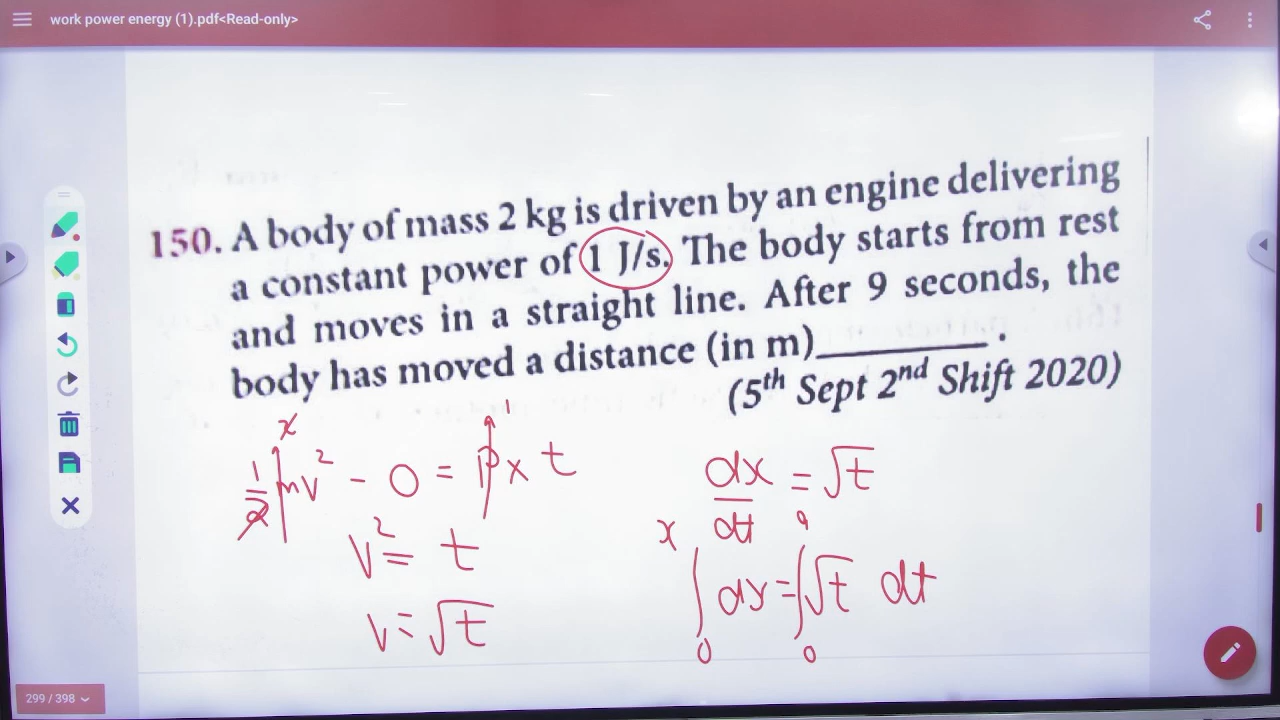 work power energy (1).pdf<Read-only>
150. A body of mass 2 kg is driven by an engine delivering
a constant power of 1 J/s. The body starts from rest
and moves in a straight line. After 9 seconds, the
body has moved a distance (in m)__________.
(5th Sept 2nd Shift 2020)
1/2 mv² - 0 = P x t
v² = t
v = √t
dx/dt = √t
∫₀ˣ dx = ∫₀⁹ √t dt
299 / 398